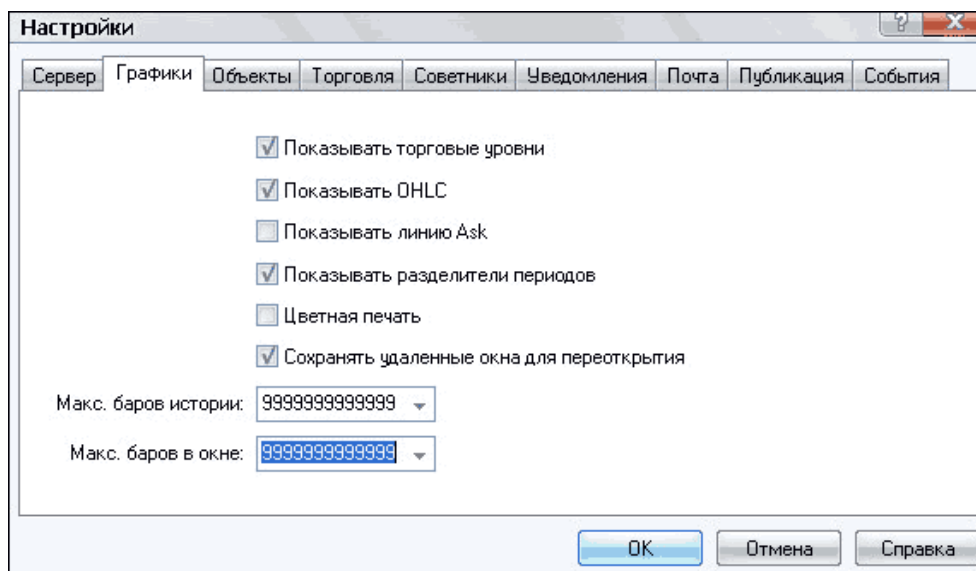 Настройки
Сервер Графики Объекты Торговля Советники Уведомления Почта Публикация События
Показывать торговые уровни
Показывать OHLC
Показывать линию Ask
Показывать разделители периодов
Цветная печать
Сохранять удаленные окна для переоткрытия
Макс. баров истории: 9999999999999
Макс. баров в окне: 9999999999999
OK Отмена Справка